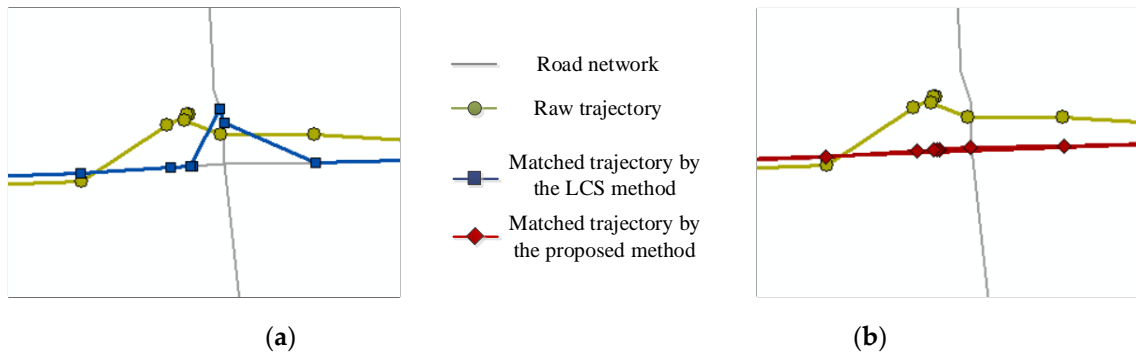 Road network
Raw trajectory
Matched trajectory by
the LCS method
Matched trajectory by
the proposed method
(a)
(b)